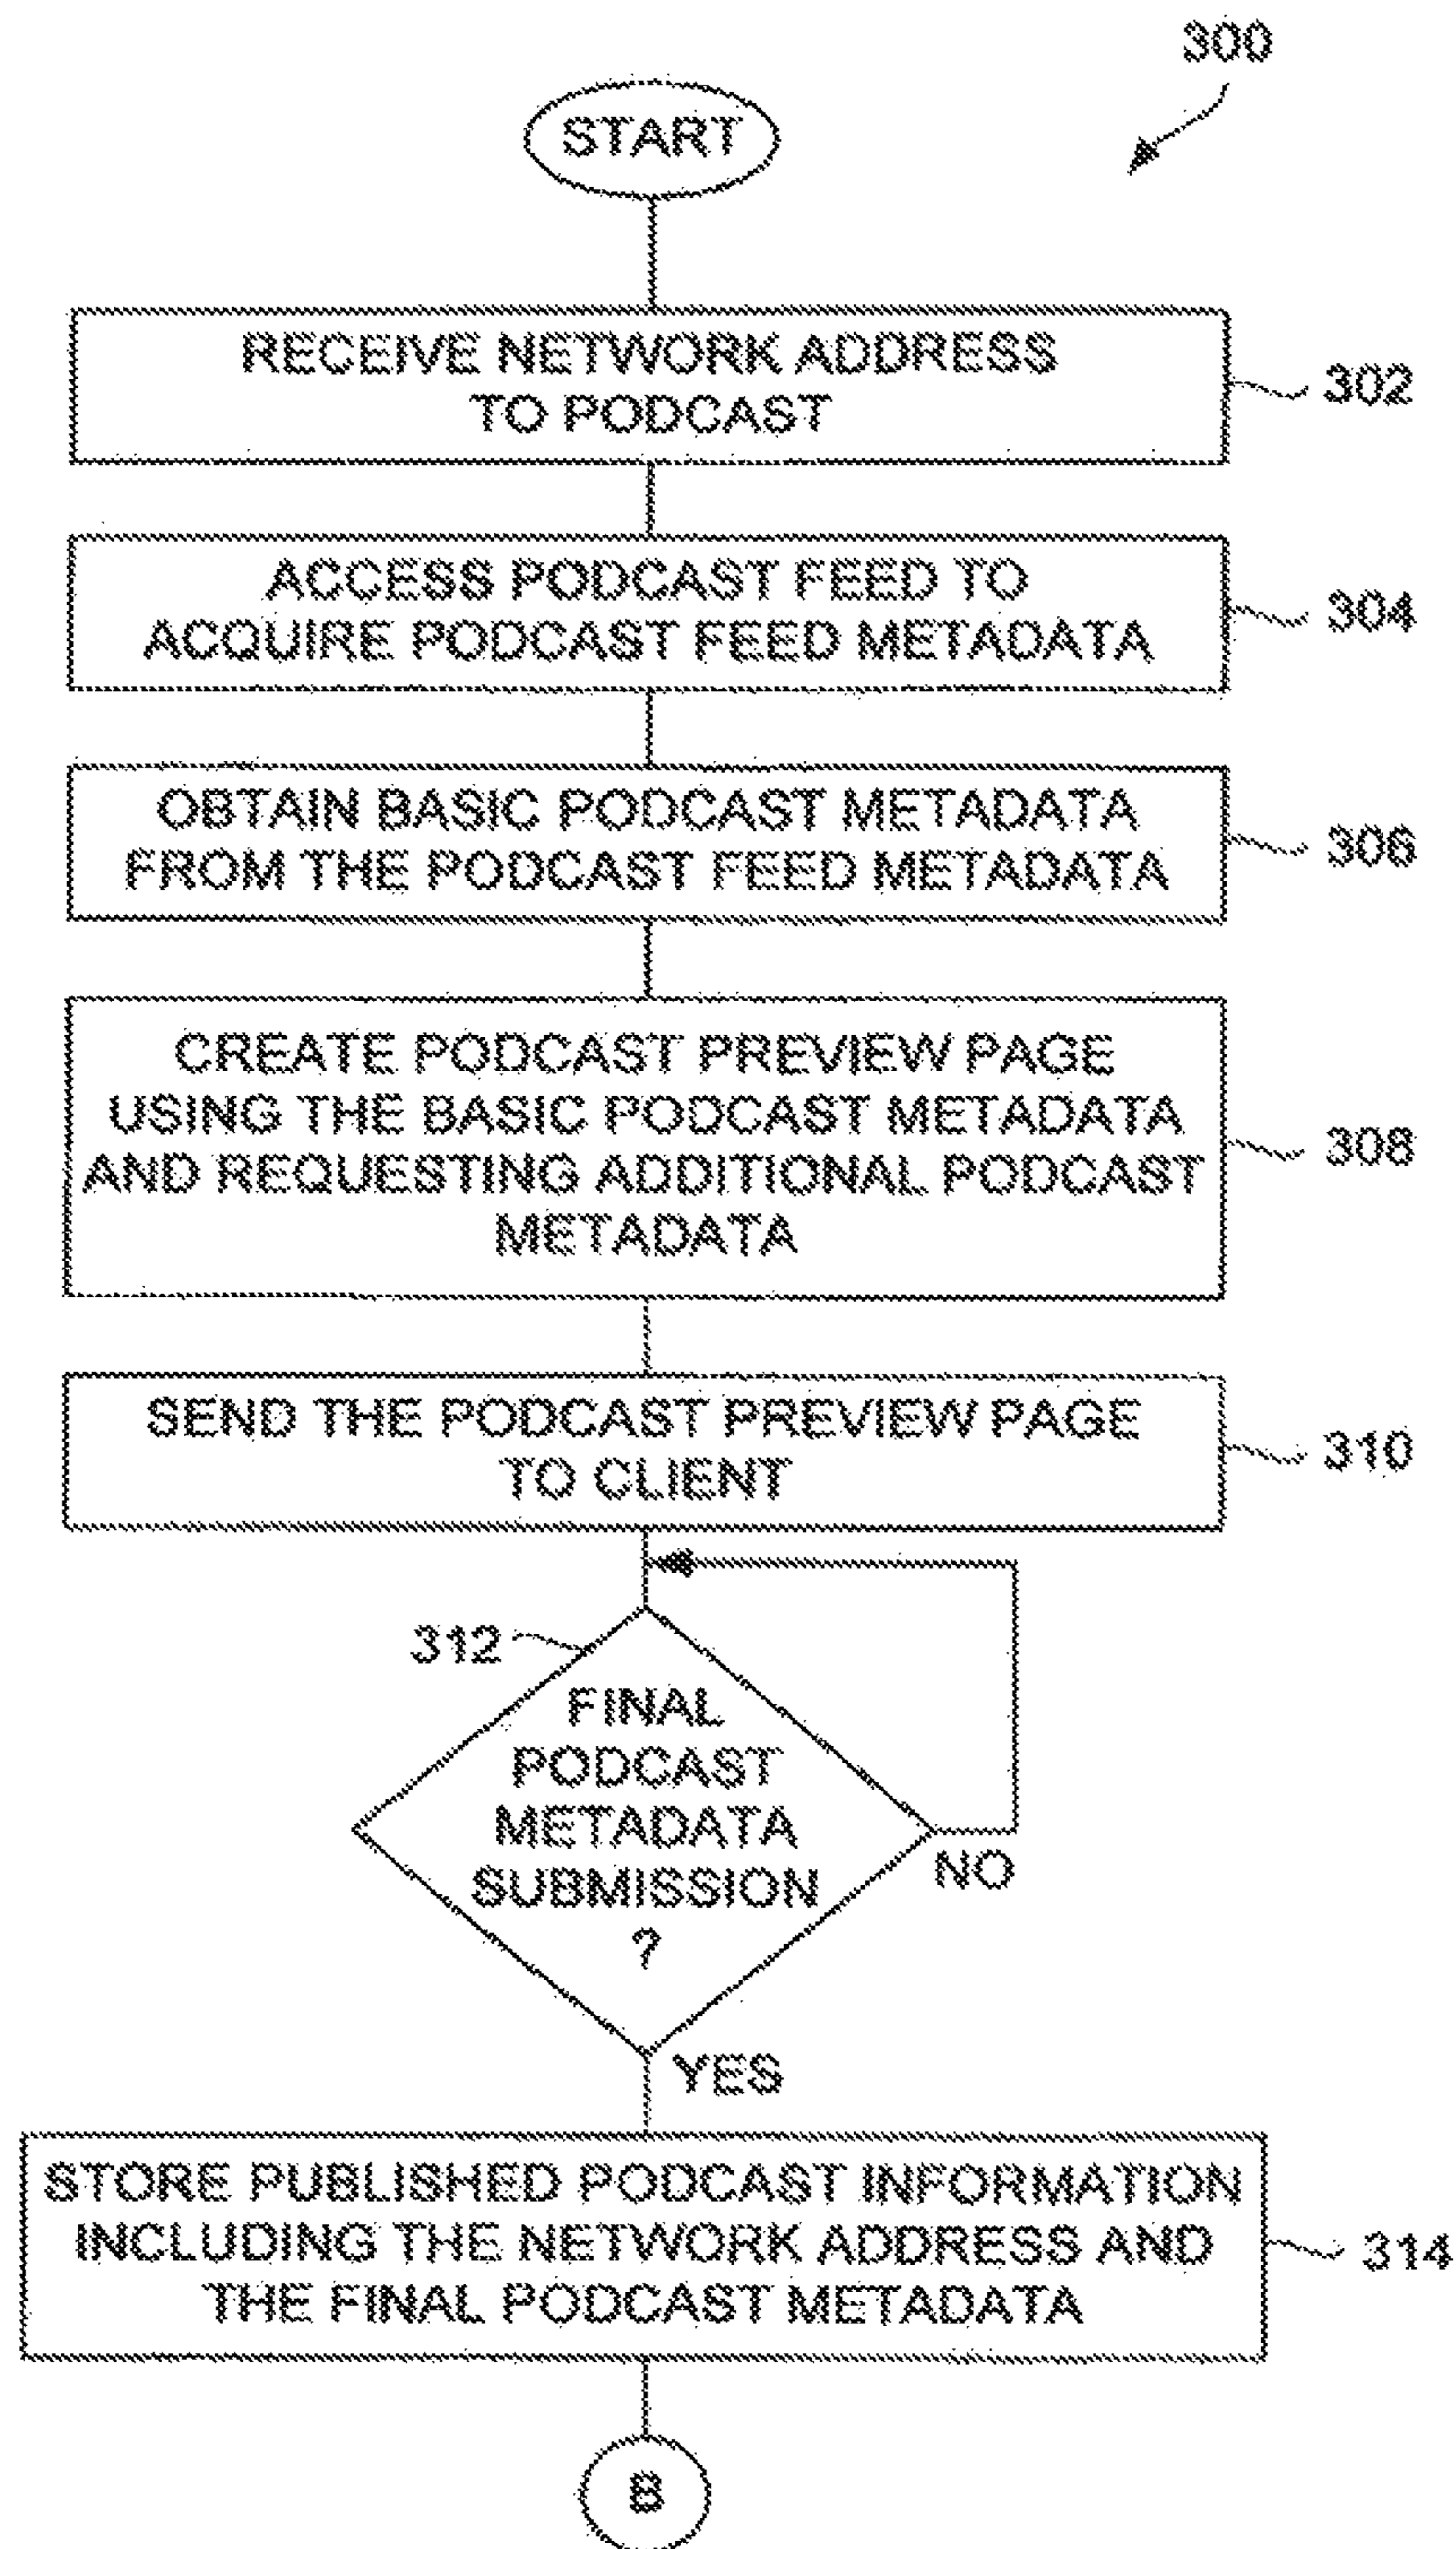 300
START
RECEIVE NETWORK ADDRESS
TO PODCAST
302
ACCESS PODCAST FEED TO
ACQUIRE PODCAST FEED METADATA
304
OBTAIN BASIC PODCAST METADATA
FROM THE PODCAST FEED METADATA
306
CREATE PODCAST PREVIEW PAGE
USING THE BASIC PODCAST METADATA
AND REQUESTING ADDITIONAL PODCAST
METADATA
308
SEND THE PODCAST PREVIEW PAGE
TO CLIENT
310
312
FINAL
PODCAST
METADATA
SUBMISSION
?
NO
YES
STORE PUBLISHED PODCAST INFORMATION
INCLUDING THE NETWORK ADDRESS AND
THE FINAL PODCAST METADATA
314
B